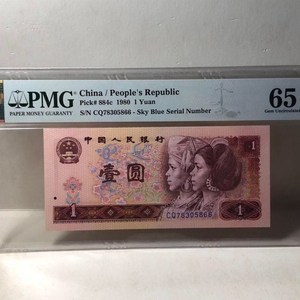 PMG
PAPER MONEY GUARANTY
China / People's Republic
Pick# 884c 1980 1 Yuan
S/N CQ78305866 - Sky Blue Serial Number
65
Gem Uncirculated
中国人民银行
1
壹圆
1
CQ78305866
1